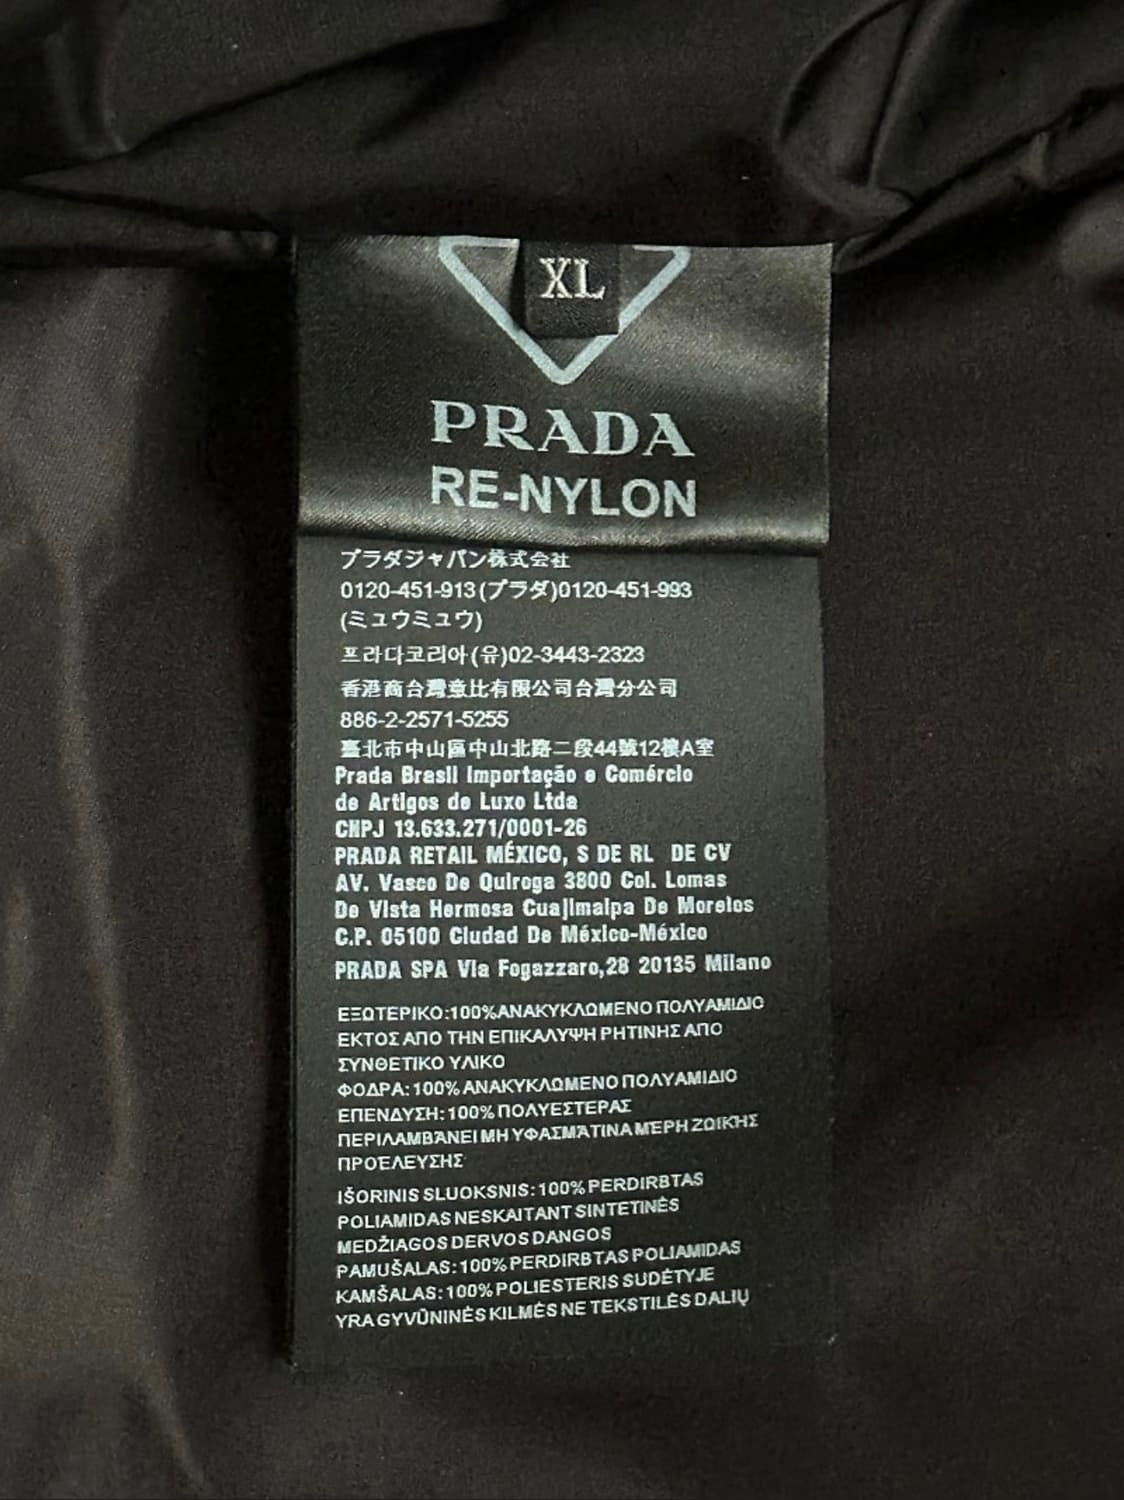 XL
PRADA
RE-NYLON
プラダジャパン株式会社
0120-451-913(プラダ)0120-451-993
(ミュウミュウ)
프라다코리아(유)02-3443-2323
香港商台灣意比有限公司台灣分公司
886-2-2571-5255
臺北市中山區中山北路二段44號12樓A室
Prada Brasil Importação e Comércio
de Artigos de Luxo Ltda
CNPJ 13.633.271/0001-26
PRADA RETAIL MÉXICO, S DE RL DE CV
AV. Vasco De Quiroga 3800 Col. Lomas
De Vista Hermosa Cuajimalpa De Morelos
C.P. 05100 Ciudad De México-México
PRADA SPA Via Fogazzaro,28 20135 Milano
ΕΞΩΤΕΡΙΚΟ:100%ΑΝΑΚΥΚΛΩΜΕΝΟ ΠΟΛΥΑΜΙΔΙΟ
ΕΚΤΟΣ ΑΠΟ ΤΗΝ ΕΠΙΚΑΛΥΨΗ ΡΗΤΙΝΗΣ ΑΠΟ
ΣΥΝΘΕΤΙΚΟ ΥΛΙΚΟ
ΦΟΔΡΑ:100% ΑΝΑΚΥΚΛΩΜΕΝΟ ΠΟΛΥΑΜΙΔΙΟ
ΕΠΕΝΔΥΣΗ:100% ΠΟΛΥΕΣΤΕΡΑΣ
ΠΕΡΙΛΑΜΒΆΝΕΙ ΜΗ ΥΦΑΣΜΆΤΙΝΑ ΜΈΡΗ ΖΩΙΚΉΣ
ΠΡΟΈΛΕΥΣΗΣ
IŠORINIS SLUOKSNIS:100% PERDIRBTAS
POLIAMIDAS NESKAITANT SINTETINĖS
MEDŽIAGOS DERVOS DANGOS
PAMUŠALAS:100% PERDIRBTAS POLIAMIDAS
KAMŠALAS:100% POLIESTERIS SUDĖTYJE
YRA GYVŪNINĖS KILMĖS NE TEKSTILĖS DALIŲ